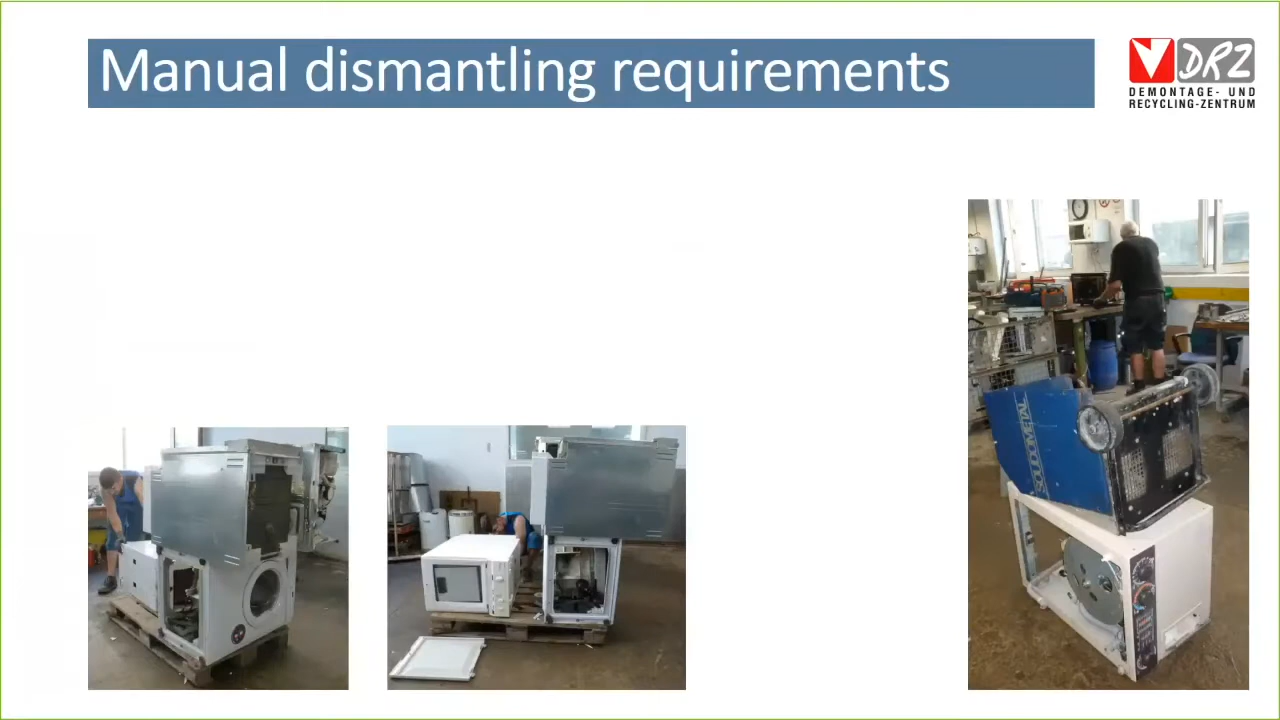 Manual dismantling requirements
DRZ
DEMONTAGE- UND
RECYCLING-ZENTRUM